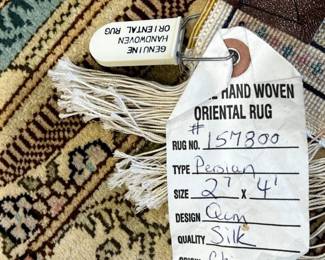 GENUINE
HANDWOVEN
ORIENTAL RUG
HAND WOVEN
ORIENTAL RUG
RUG NO. # 157300
TYPE Persian
SIZE 2' X 4'
DESIGN Qum
QUALITY Silk